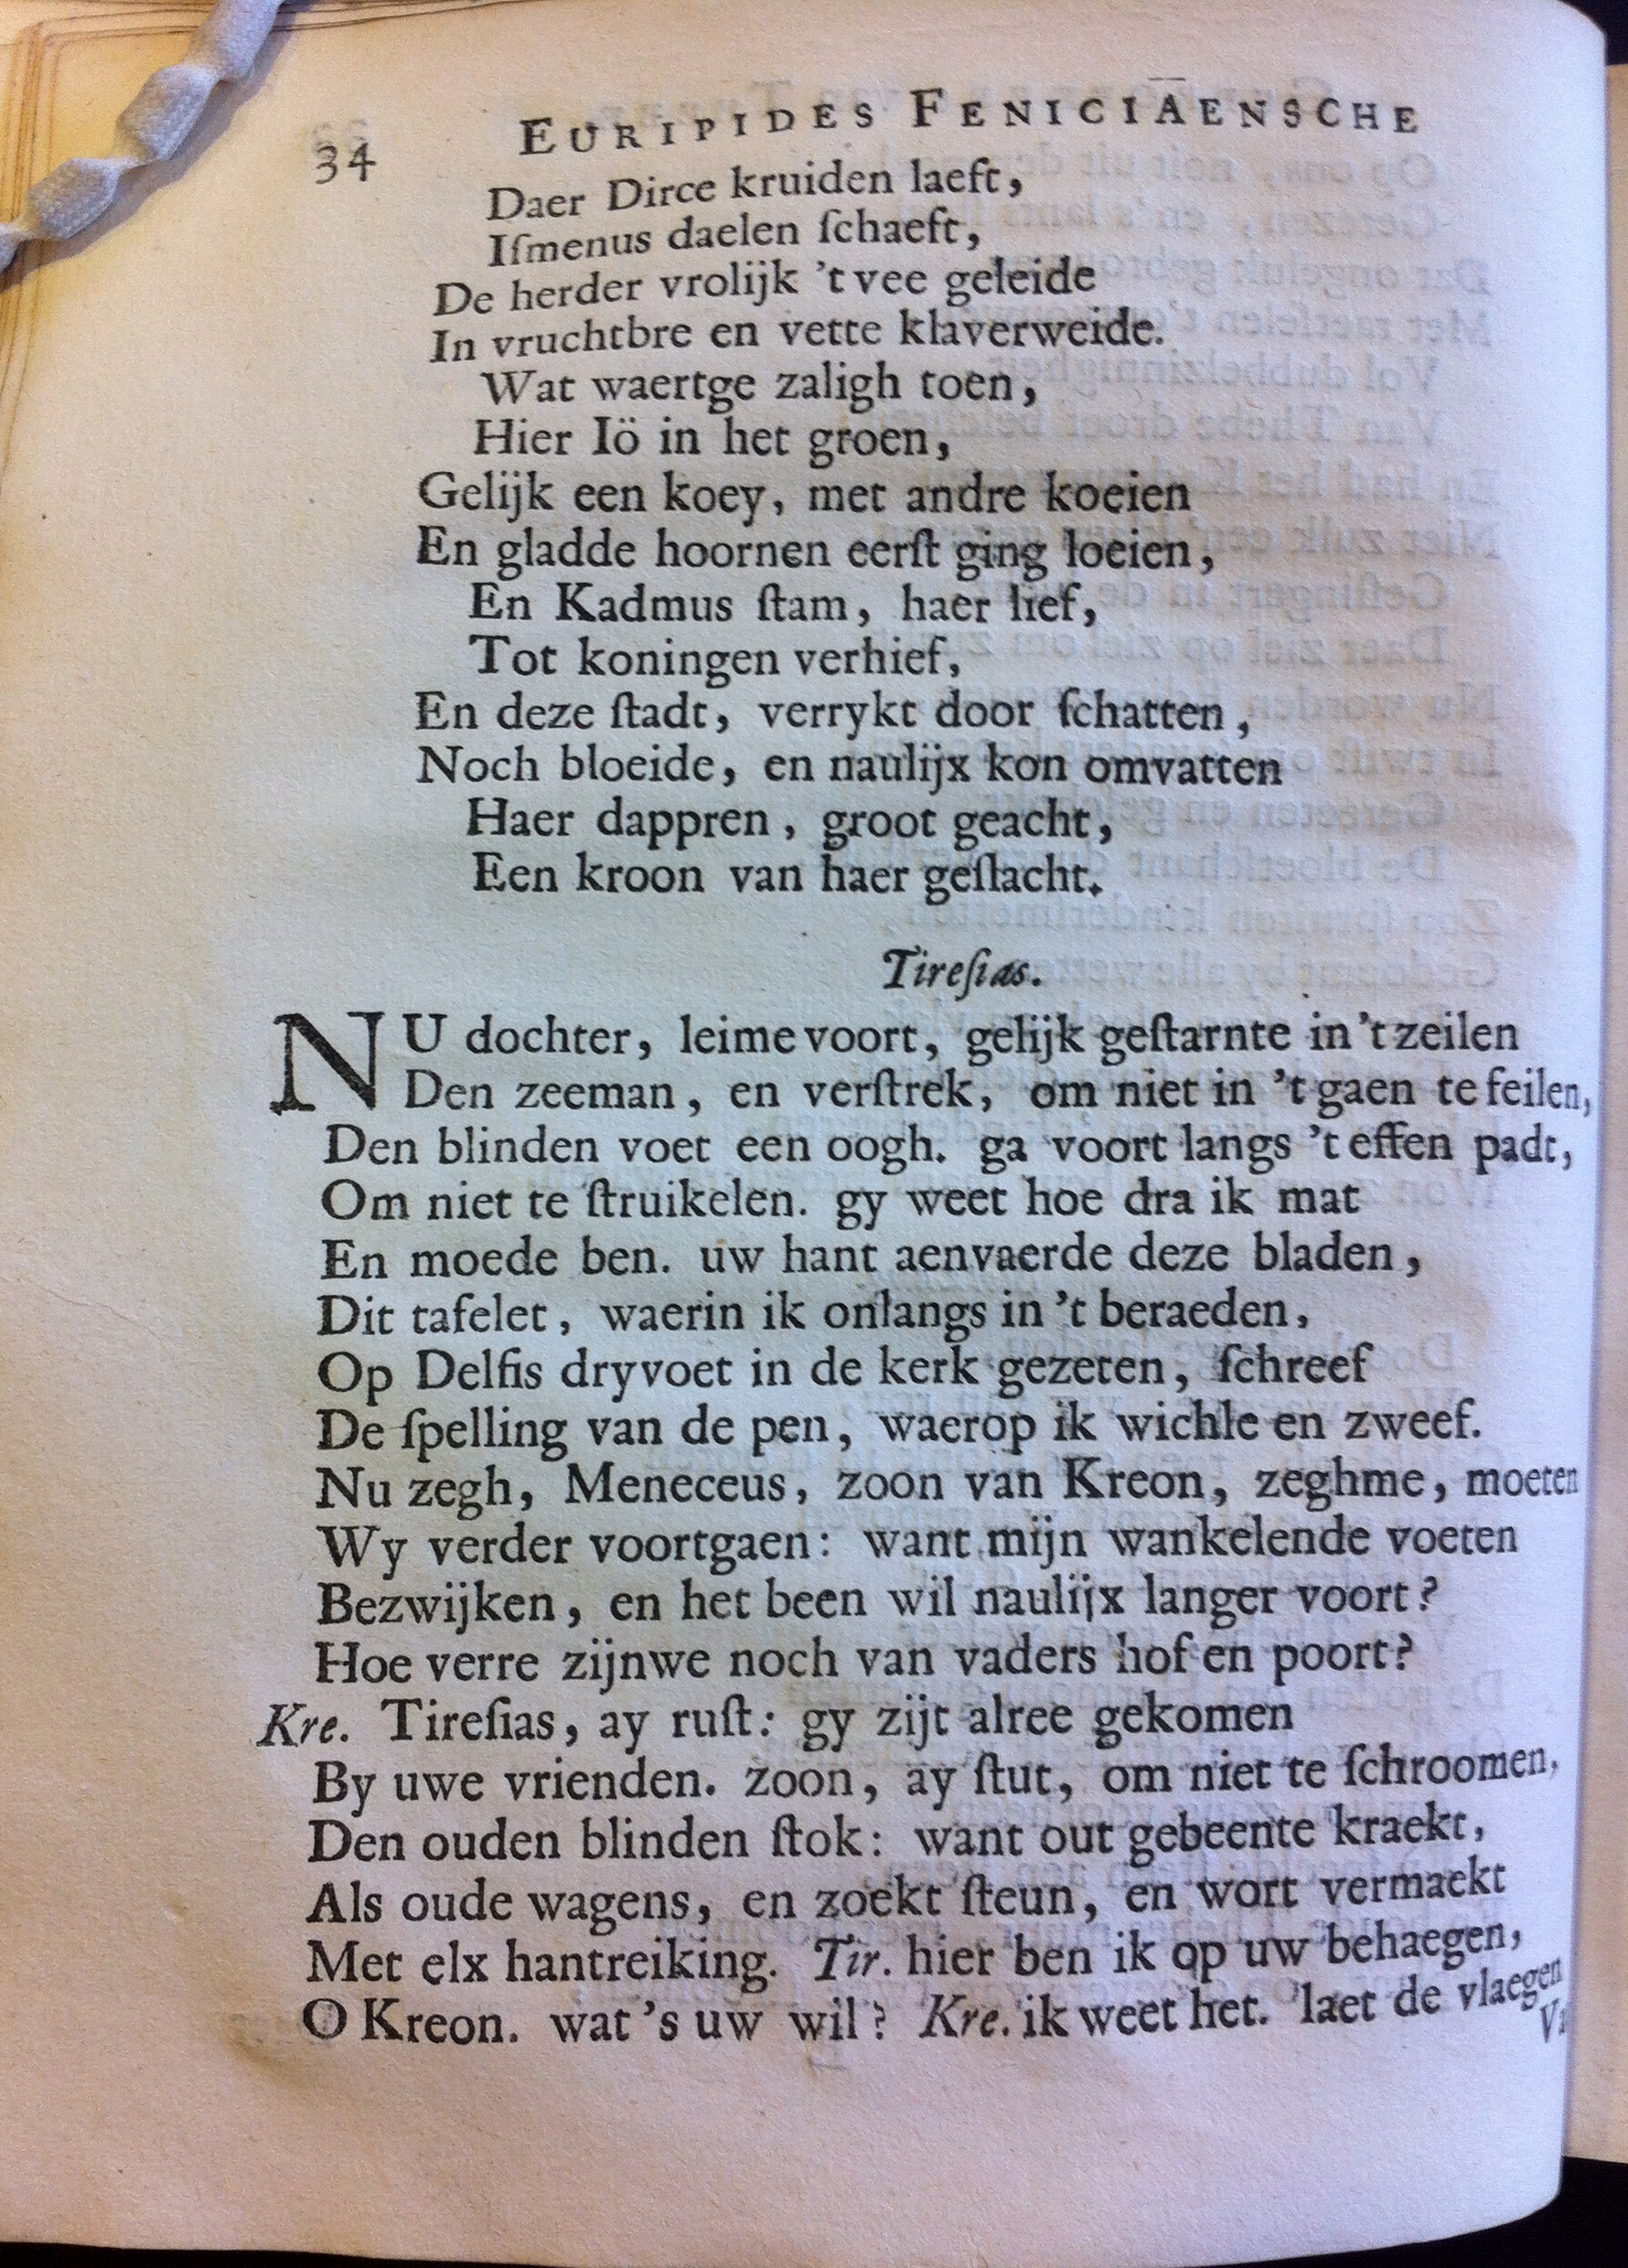 34 EURIPIDES FENICIAENSCHE
Daer Dirce kruiden laeft,
Iſmenus daelen ſchaeft,
De herder vrolijk 't vee geleide
In vruchtbre en vette klaverweide.
Wat waertge zaligh toen,
Hier Iö in het groen,
Gelijk een koey, met andre koeien
En gladde hoornen eerſt ging loeien,
En Kadmus ſtam, haer lief,
Tot koningen verhief,
En deze ſtadt, verrykt door ſchatten,
Noch bloeide, en naulijx kon omvatten
Haer dappren, groot geacht,
Een kroon van haer geſlacht.
Tireſias.
NU dochter, leime voort, gelijk geſtarnte in 't zeilen
Den zeeman, en verſtrek, om niet in 't gaen te feilen,
Den blinden voet een oogh. ga voort langs 't effen padt,
Om niet te ſtruikelen. gy weet hoe dra ik mat
En moede ben. uw hant aenvaerde deze bladen,
Dit tafelet, waerin ik onlangs in 't beraeden,
Op Delfis dryvoet in de kerk gezeten, ſchreef
De ſpelling van de pen, waerop ik wichle en zweef.
Nu zegh, Meneceus, zoon van Kreon, zeghme, moeten
Wy verder voortgaen: want mijn wankelende voeten
Bezwijken, en het been wil naulijx langer voort?
Hoe verre zijnwe noch van vaders hof en poort?
Kre. Tireſias, ay ruſt: gy zijt alree gekomen
By uwe vrienden. zoon, ay ſtut, om niet te ſchroomen,
Den ouden blinden ſtok: want out gebeente kraekt,
Als oude wagens, en zoekt ſteun, en wort vermaekt
Met elx hantreiking. Tir. hier ben ik op uw behaegen,
O Kreon. wat 's uw wil? Kre. ik weet het. laet de vlaegen